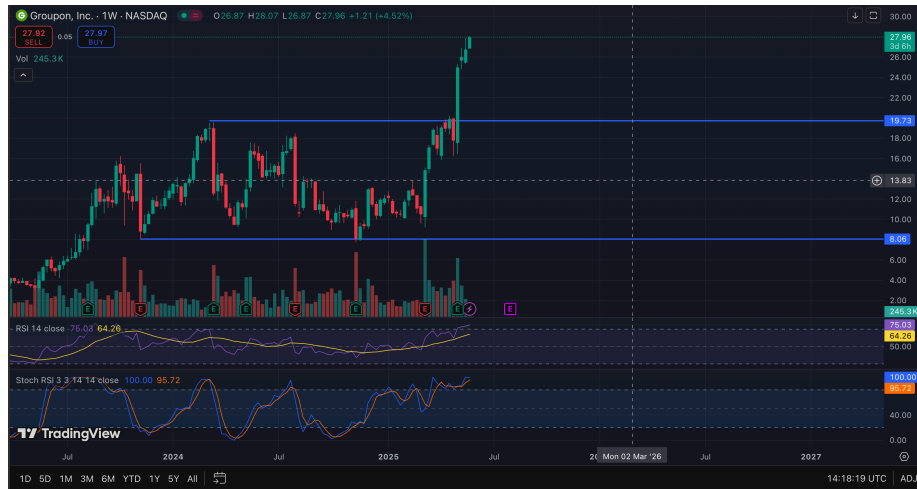 Groupon, Inc. · 1W · NASDAQ O26.87 H28.07 L26.87 C27.96 +1.21 (+4.52%)
27.92 SELL 0.05 27.97 BUY
Vol 245.3K
30.00
27.96
3d 6h
26.00
24.00
22.00
19.73
18.00
16.00
13.83
12.00
10.00
8.06
6.00
4.00
2.00
245.3K
E E E E E E E E E
RSI 14 close 75.03 64.26
75.03
64.26
50.00
Stoch RSI 3 3 14 14 close 100.00 95.72
100.00
95.72
40.00
0.00
TradingView
Jul 2024 Jul 2025 Jul Mon 02 Mar '26 Jul 2027
1D 5D 1M 3M 6M YTD 1Y 5Y All 14:18:19 UTC ADJ